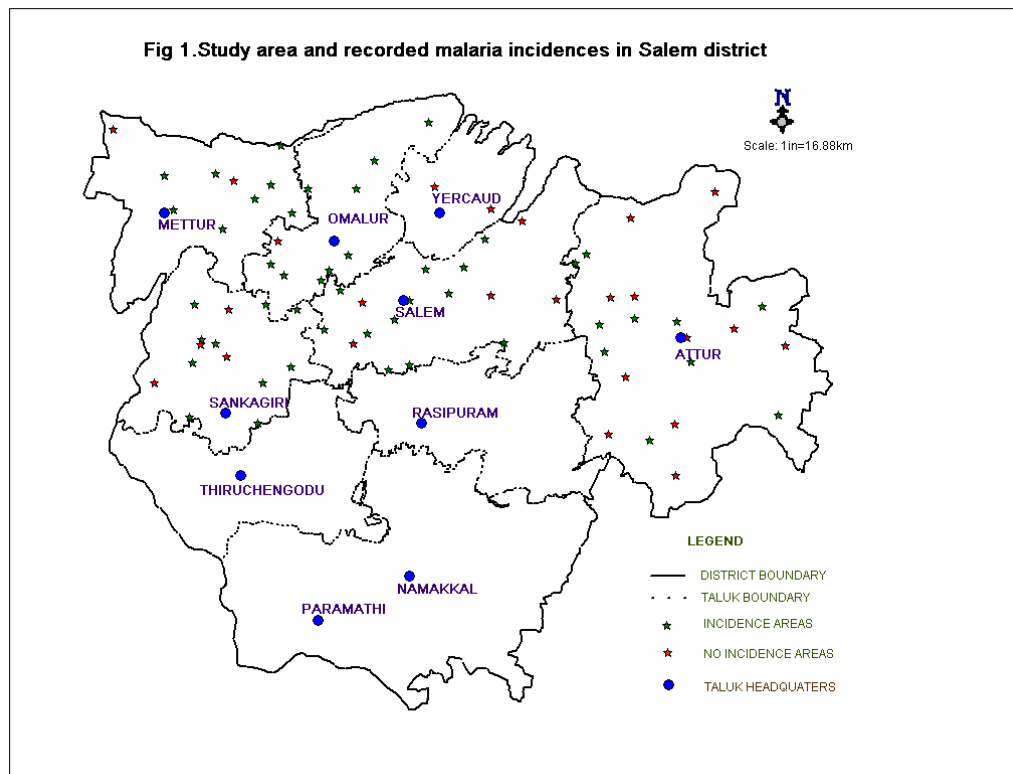 Fig 1.Study area and recorded malaria incidences in Salem district
N
Scale: 1in=16.88km
YERCAUD
METTUR
OMALUR
SALEM
ATTUR
SANKAGIRI
RASIPURAM
THIRUCHENGODU
NAMAKKAL
PARAMATHI
LEGEND
DISTRICT BOUNDARY
TALUK BOUNDARY
INCIDENCE AREAS
NO INCIDENCE AREAS
TALUK HEADQUATERS